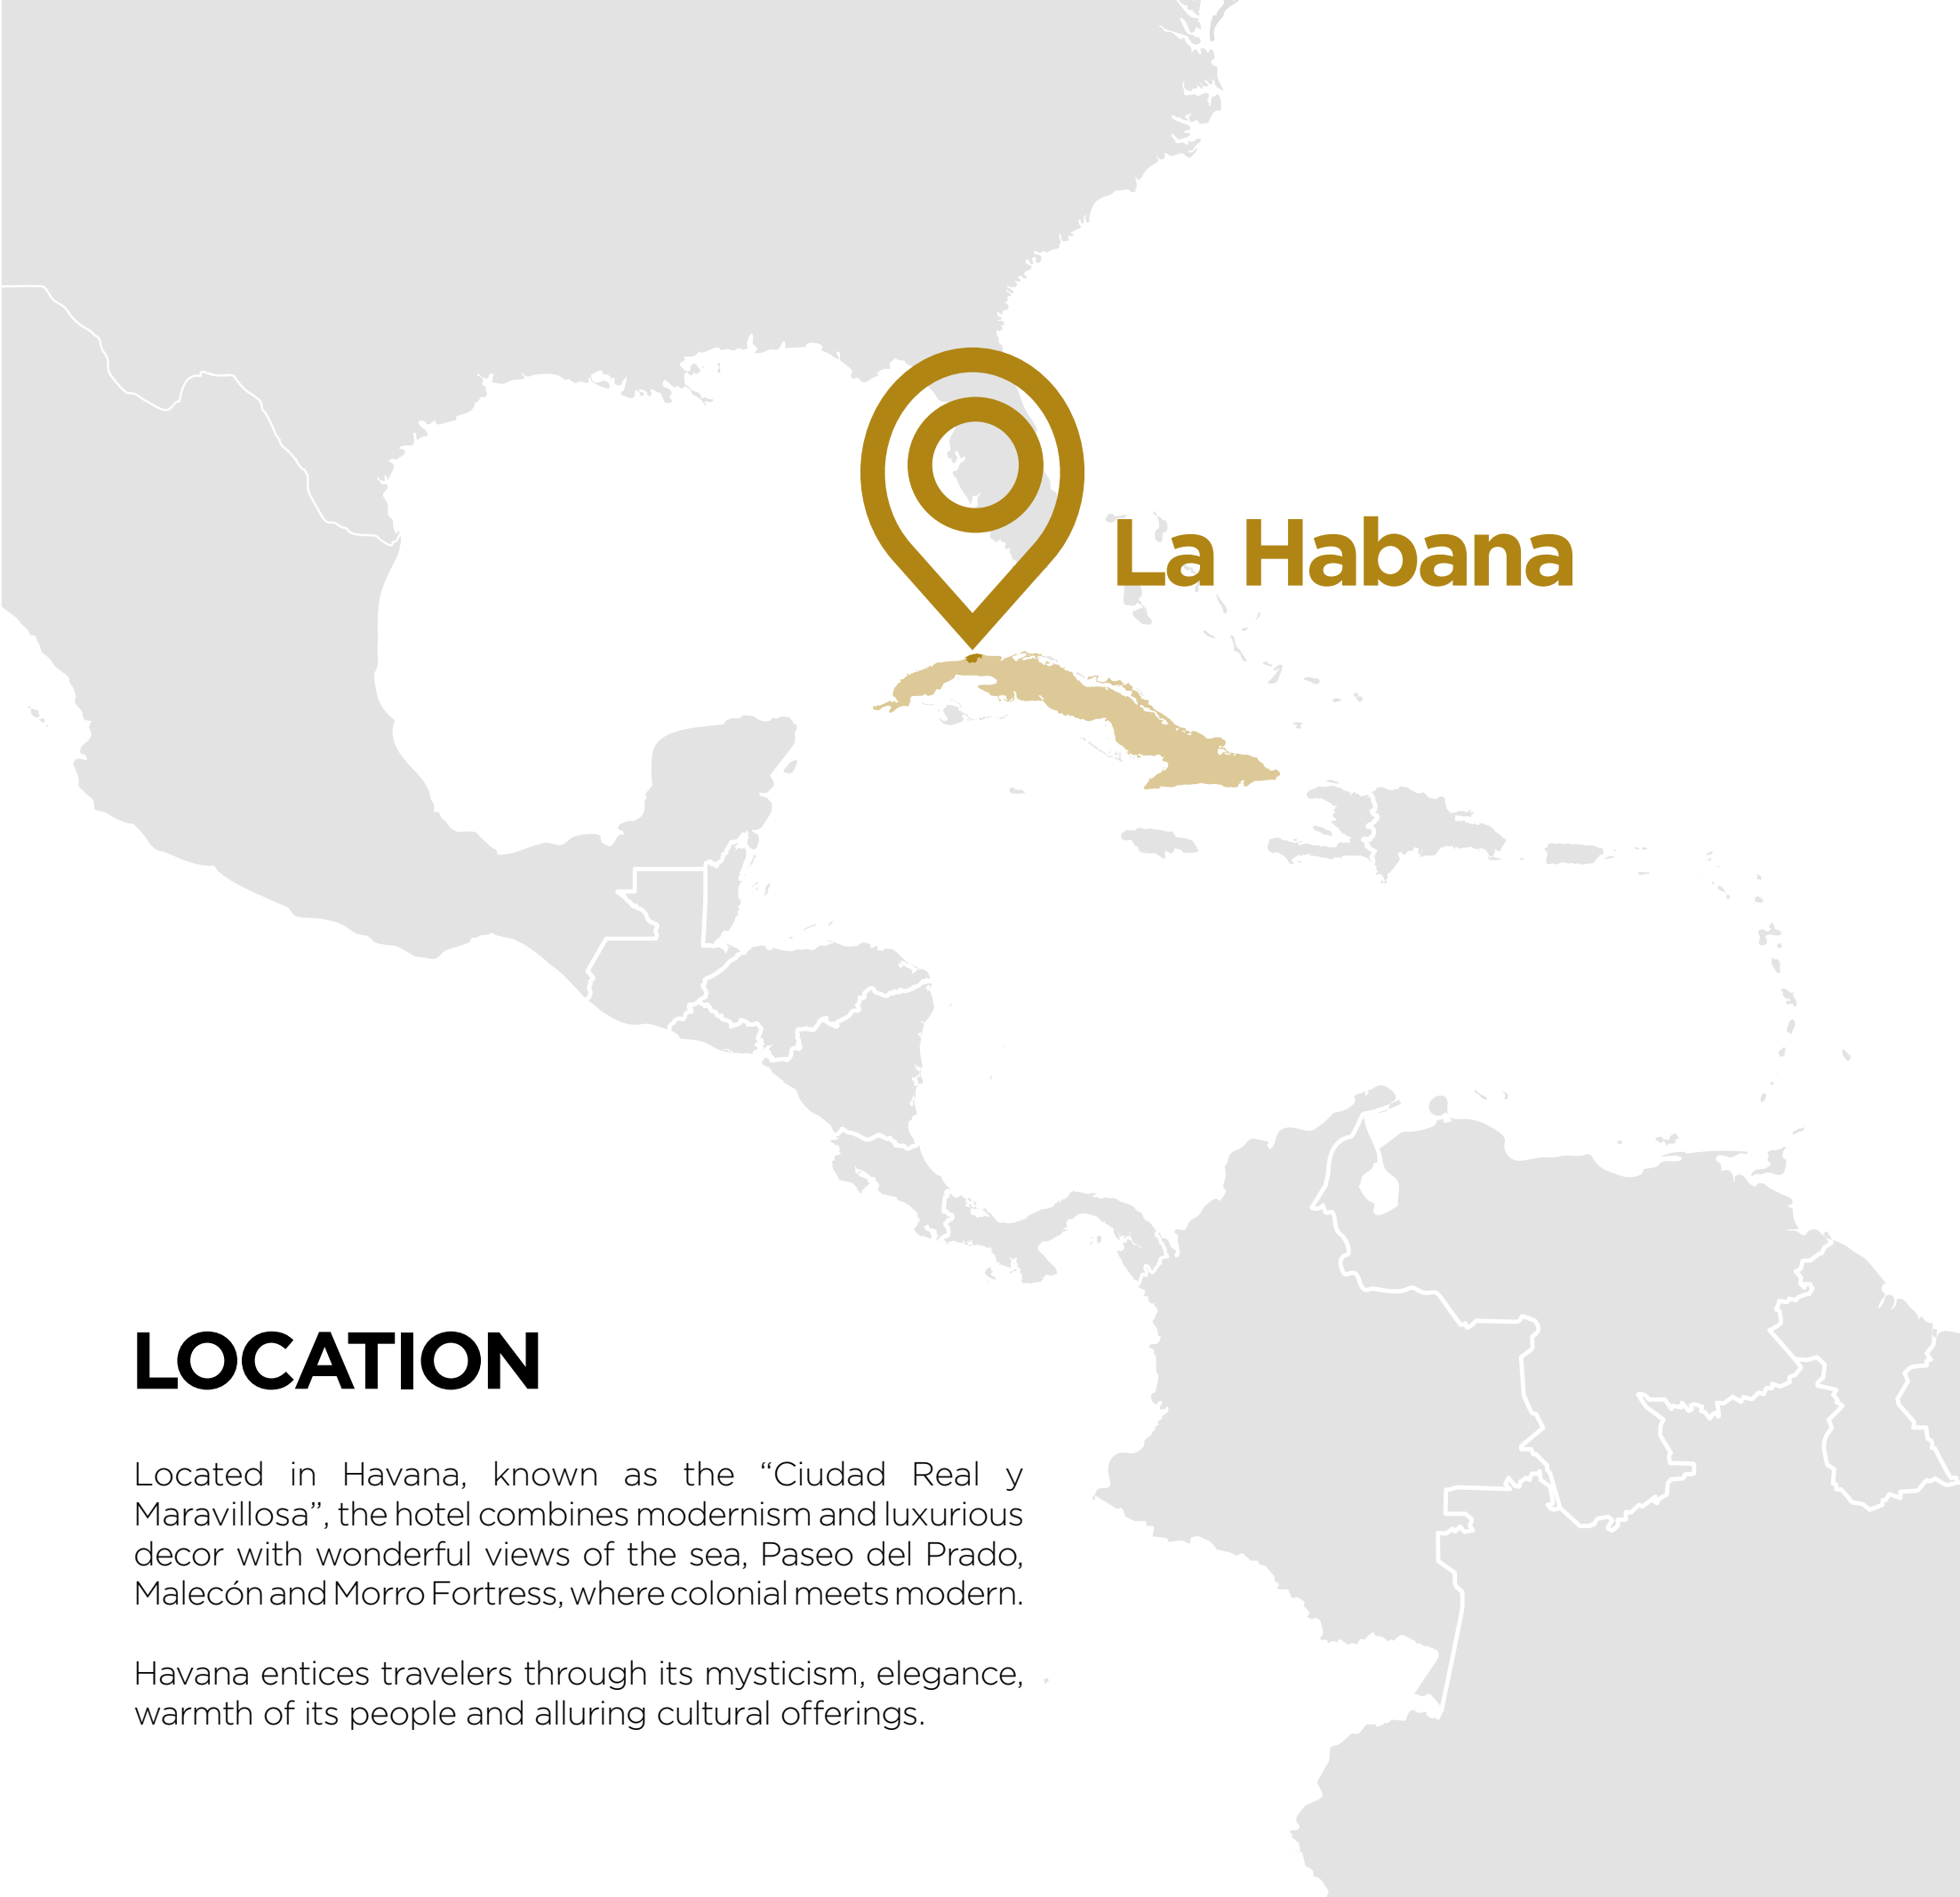 La Habana
LOCATION
Located in Havana, known as the “Ciudad Real y
Maravillosa”, the hotel combines modernism and luxurious
decor with wonderful views of the sea, Paseo del Prado,
Malecón and Morro Fortress, where colonial meets modern.
Havana entices travelers through its mysticism, elegance,
warmth of its people and alluring cultural offerings.